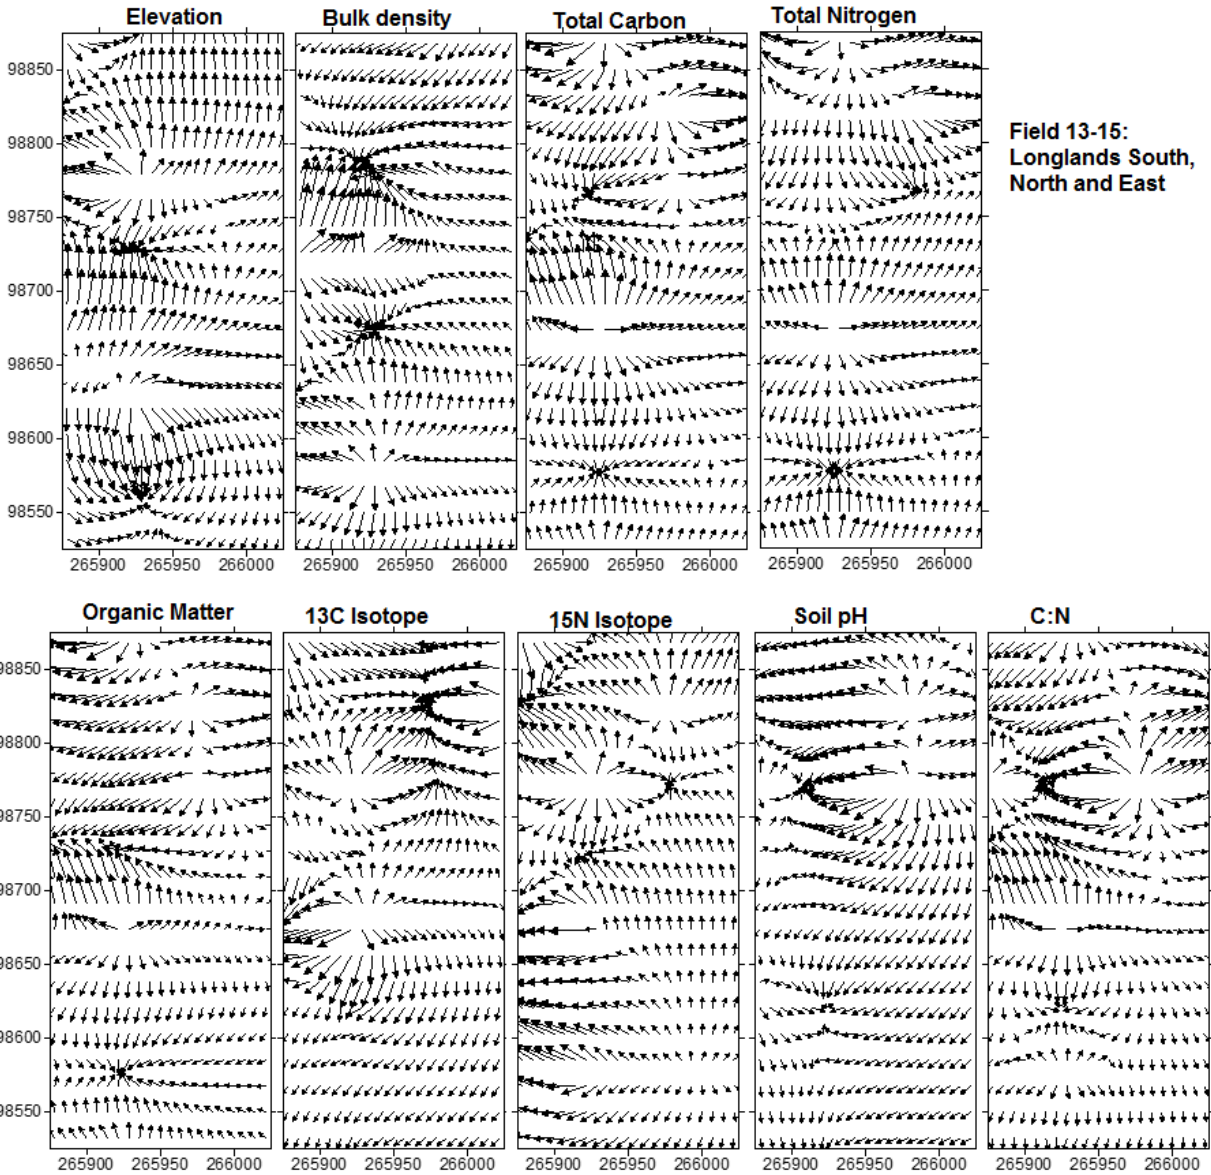 Elevation Bulk density Total Carbon Total Nitrogen
98850
98800
98750
98700
98650
98600
98550
265900 265950 266000 265900 265950 266000 265900 265950 266000 265900 265950 266000
Field 13-15:
Longlands South,
North and East
Organic Matter 13C Isotope 15N Isotope Soil pH C:N
98850
98800
98750
98700
98650
98600
98550
265900 265950 266000 265900 265950 266000 265900 265950 266000 265900 265950 266000 265900 265950 266000